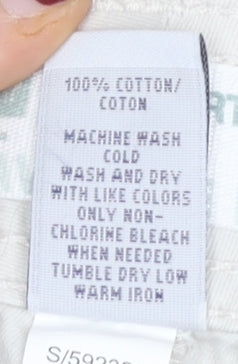 100% COTTON/
COTON
MACHINE WASH
COLD
WASH AND DRY
WITH LIKE COLORS
ONLY NON-
CHLORINE BLEACH
WHEN NEEDED
TUMBLE DRY LOW
WARM IRON